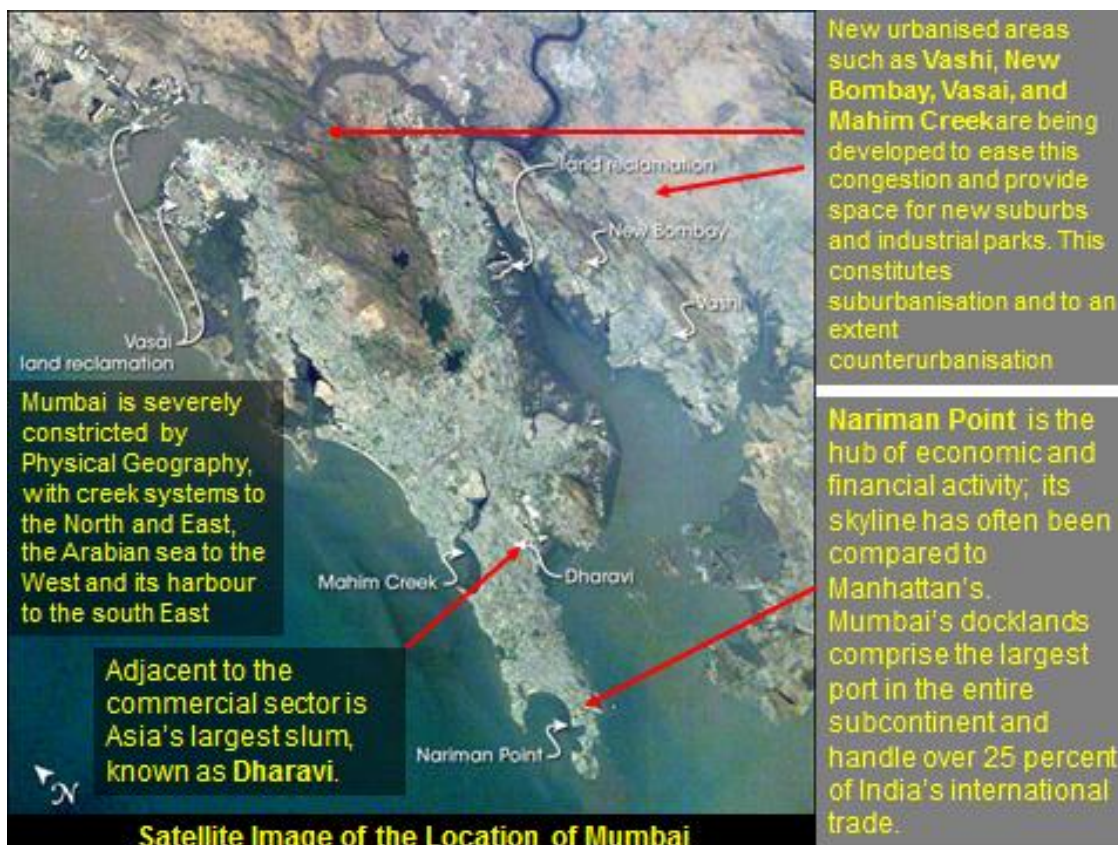 New urbanised areas
such as Vashi, New
Bombay, Vasai, and
Mahim Creekare being
developed to ease this
congestion and provide
space for new suburbs
and industrial parks. This
constitutes
suburbanisation and to an
extent
counterurbanisation
land reclamation
New Bombay
Vashi
Vasai
land reclamation
Mumbai is severely
constricted by
Physical Geography,
with creek systems to
the North and East,
the Arabian sea to the
West and its harbour
to the south East
Nariman Point is the
hub of economic and
financial activity; its
skyline has often been
compared to
Manhattan's.
Mumbai's docklands
comprise the largest
port in the entire
subcontinent and
handle over 25 percent
of India's international
trade.
Mahim Creek
Dharavi
Adjacent to the
commercial sector is
Asia's largest slum,
known as Dharavi.
Nariman Point
N
Satellite Image of the Location of Mumbai